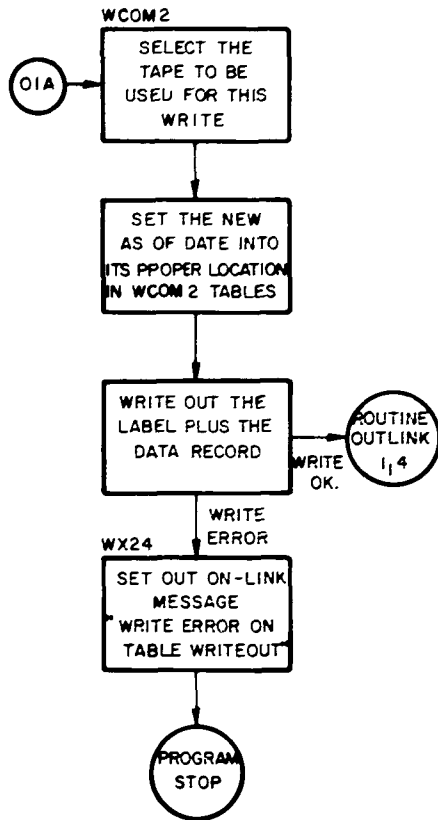 WCOM2
SELECT THE
TAPE TO BE
USED FOR THIS
WRITE
01A
SET THE NEW
AS OF DATE INTO
ITS PPOPER LOCATION
IN WCOM2 TABLES
WRITE OUT THE
LABEL PLUS THE
DATA RECORD
WRITE
OK.
ROUTINE
OUTLINK
1,4
WRITE
ERROR
WX24
SET OUT ON-LINK
MESSAGE
WRITE ERROR ON
TABLE WRITEOUT
PROGRAM
STOP